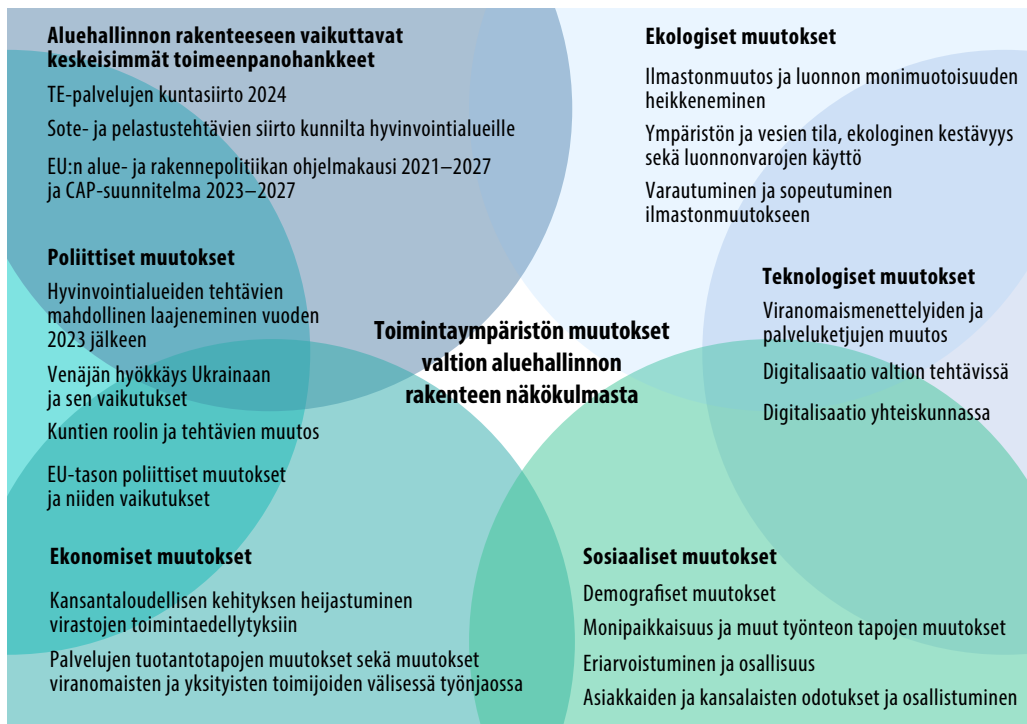 Aluehallinnon rakenteeseen vaikuttavat
keskeisimmät toimeenpanohankkeet
TE-palvelujen kuntasiirto 2024
Sote- ja pelastustehtävien siirto kunnilta hyvinvointialueille
EU:n alue- ja rakennepolitiikan ohjelmakausi 2021–2027
ja CAP-suunnitelma 2023–2027
Ekologiset muutokset
Ilmastonmuutos ja luonnon monimuotoisuuden
heikkeneminen
Ympäristön ja vesien tila, ekologinen kestävyys
sekä luonnonvarojen käyttö
Varautuminen ja sopeutuminen
ilmastonmuutokseen
Poliittiset muutokset
Hyvinvointialueiden tehtävien
mahdollinen laajeneminen vuoden
2023 jälkeen
Venäjän hyökkäys Ukrainaan
ja sen vaikutukset
Kuntien roolin ja tehtävien muutos
EU-tason poliittiset muutokset
ja niiden vaikutukset
Toimintaympäristön muutokset
valtion aluehallinnon
rakenteen näkökulmasta
Teknologiset muutokset
Viranomaismenettelyiden ja
palveluketjujen muutos
Digitalisaatio valtion tehtävissä
Digitalisaatio yhteiskunnassa
Ekonomiset muutokset
Kansantaloudellisen kehityksen heijastuminen
virastojen toimintaedellytyksiin
Palvelujen tuotantotapojen muutokset sekä muutokset
viranomaisten ja yksityisten toimijoiden välisessä työnjaossa
Sosiaaliset muutokset
Demografiset muutokset
Monipaikkaisuus ja muut työnteon tapojen muutokset
Eriarvoistuminen ja osallisuus
Asiakkaiden ja kansalaisten odotukset ja osallistuminen